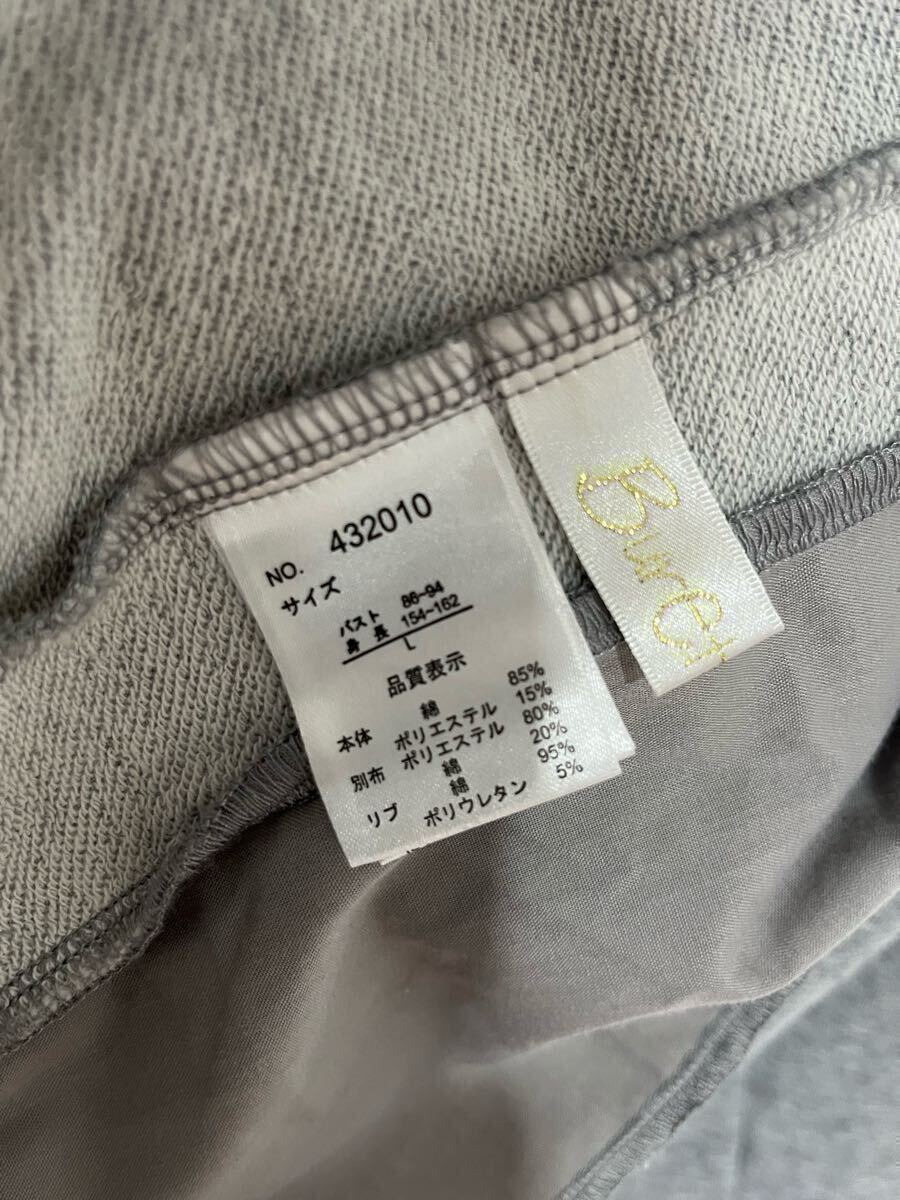 NO. 432010
サイズ
バスト 86~94
身長 154~162
L
品質表示
本体 綿 85%
ポリエステル 15%
別布 ポリエステル 80%
綿 20%
リブ 綿 95%
ポリウレタン 5%